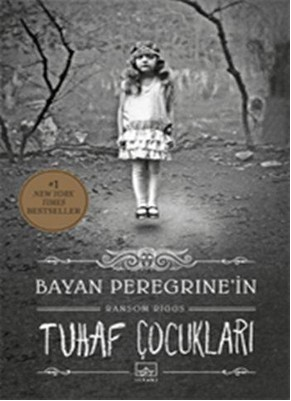 #1
NEW YORK
TIMES
BESTSELLER
BAYAN PEREGRINE'İN
RANSOM RIGGS
TUHAF ÇOCUKLARI